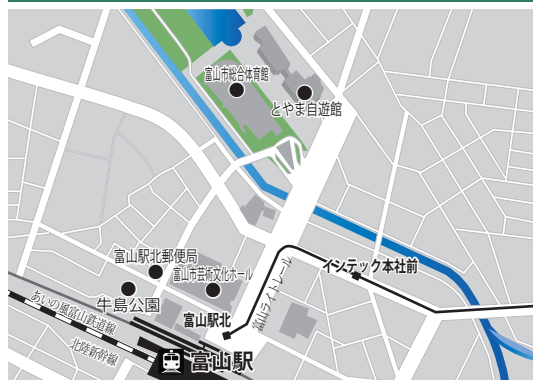 富山市総合体育館
とやま自遊館
富山駅北郵便局
富山市芸術文化ホール
インテック本社前
牛島公園
富山ライトレール
あいの風富山鉄道線
富山駅北
北陸新幹線
富山駅